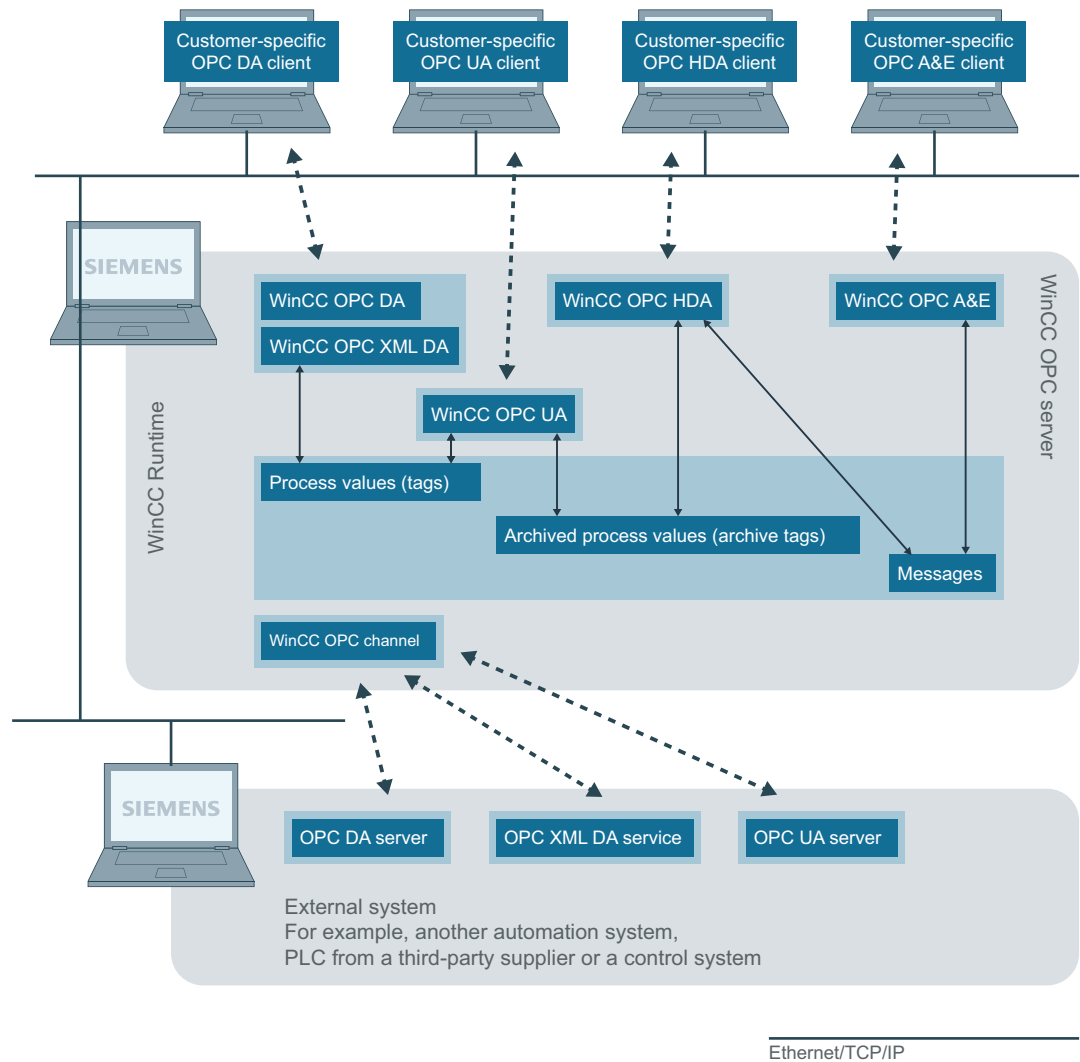 Customer-specific
OPC DA client
Customer-specific
OPC UA client
Customer-specific
OPC HDA client
Customer-specific
OPC A&E client
SIEMENS
WinCC OPC DA
WinCC OPC XML DA
WinCC OPC HDA
WinCC OPC A&E
WinCC OPC server
WinCC OPC UA
WinCC Runtime
Process values (tags)
Archived process values (archive tags)
Messages
WinCC OPC channel
SIEMENS
OPC DA server
OPC XML DA service
OPC UA server
External system
For example, another automation system,
PLC from a third-party supplier or a control system
Ethernet/TCP/IP